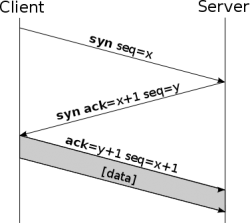 Client Server
syn seq=x
syn ack=x+1 seq=y
ack=y+1 seq=x+1
[data]